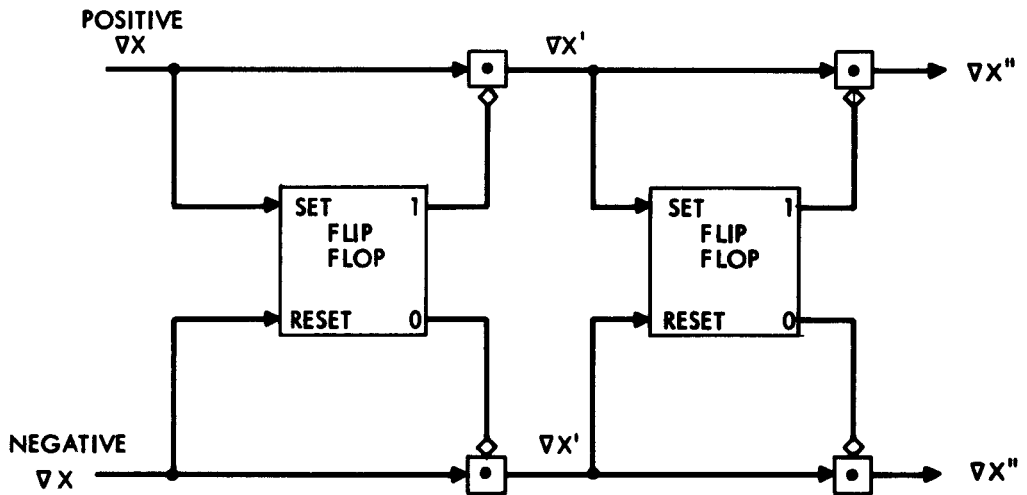 POSITIVE
∇X
∇X'
∇X"
SET 1
FLIP
FLOP
RESET 0
SET 1
FLIP
FLOP
RESET 0
NEGATIVE
∇X
∇X'
∇X"